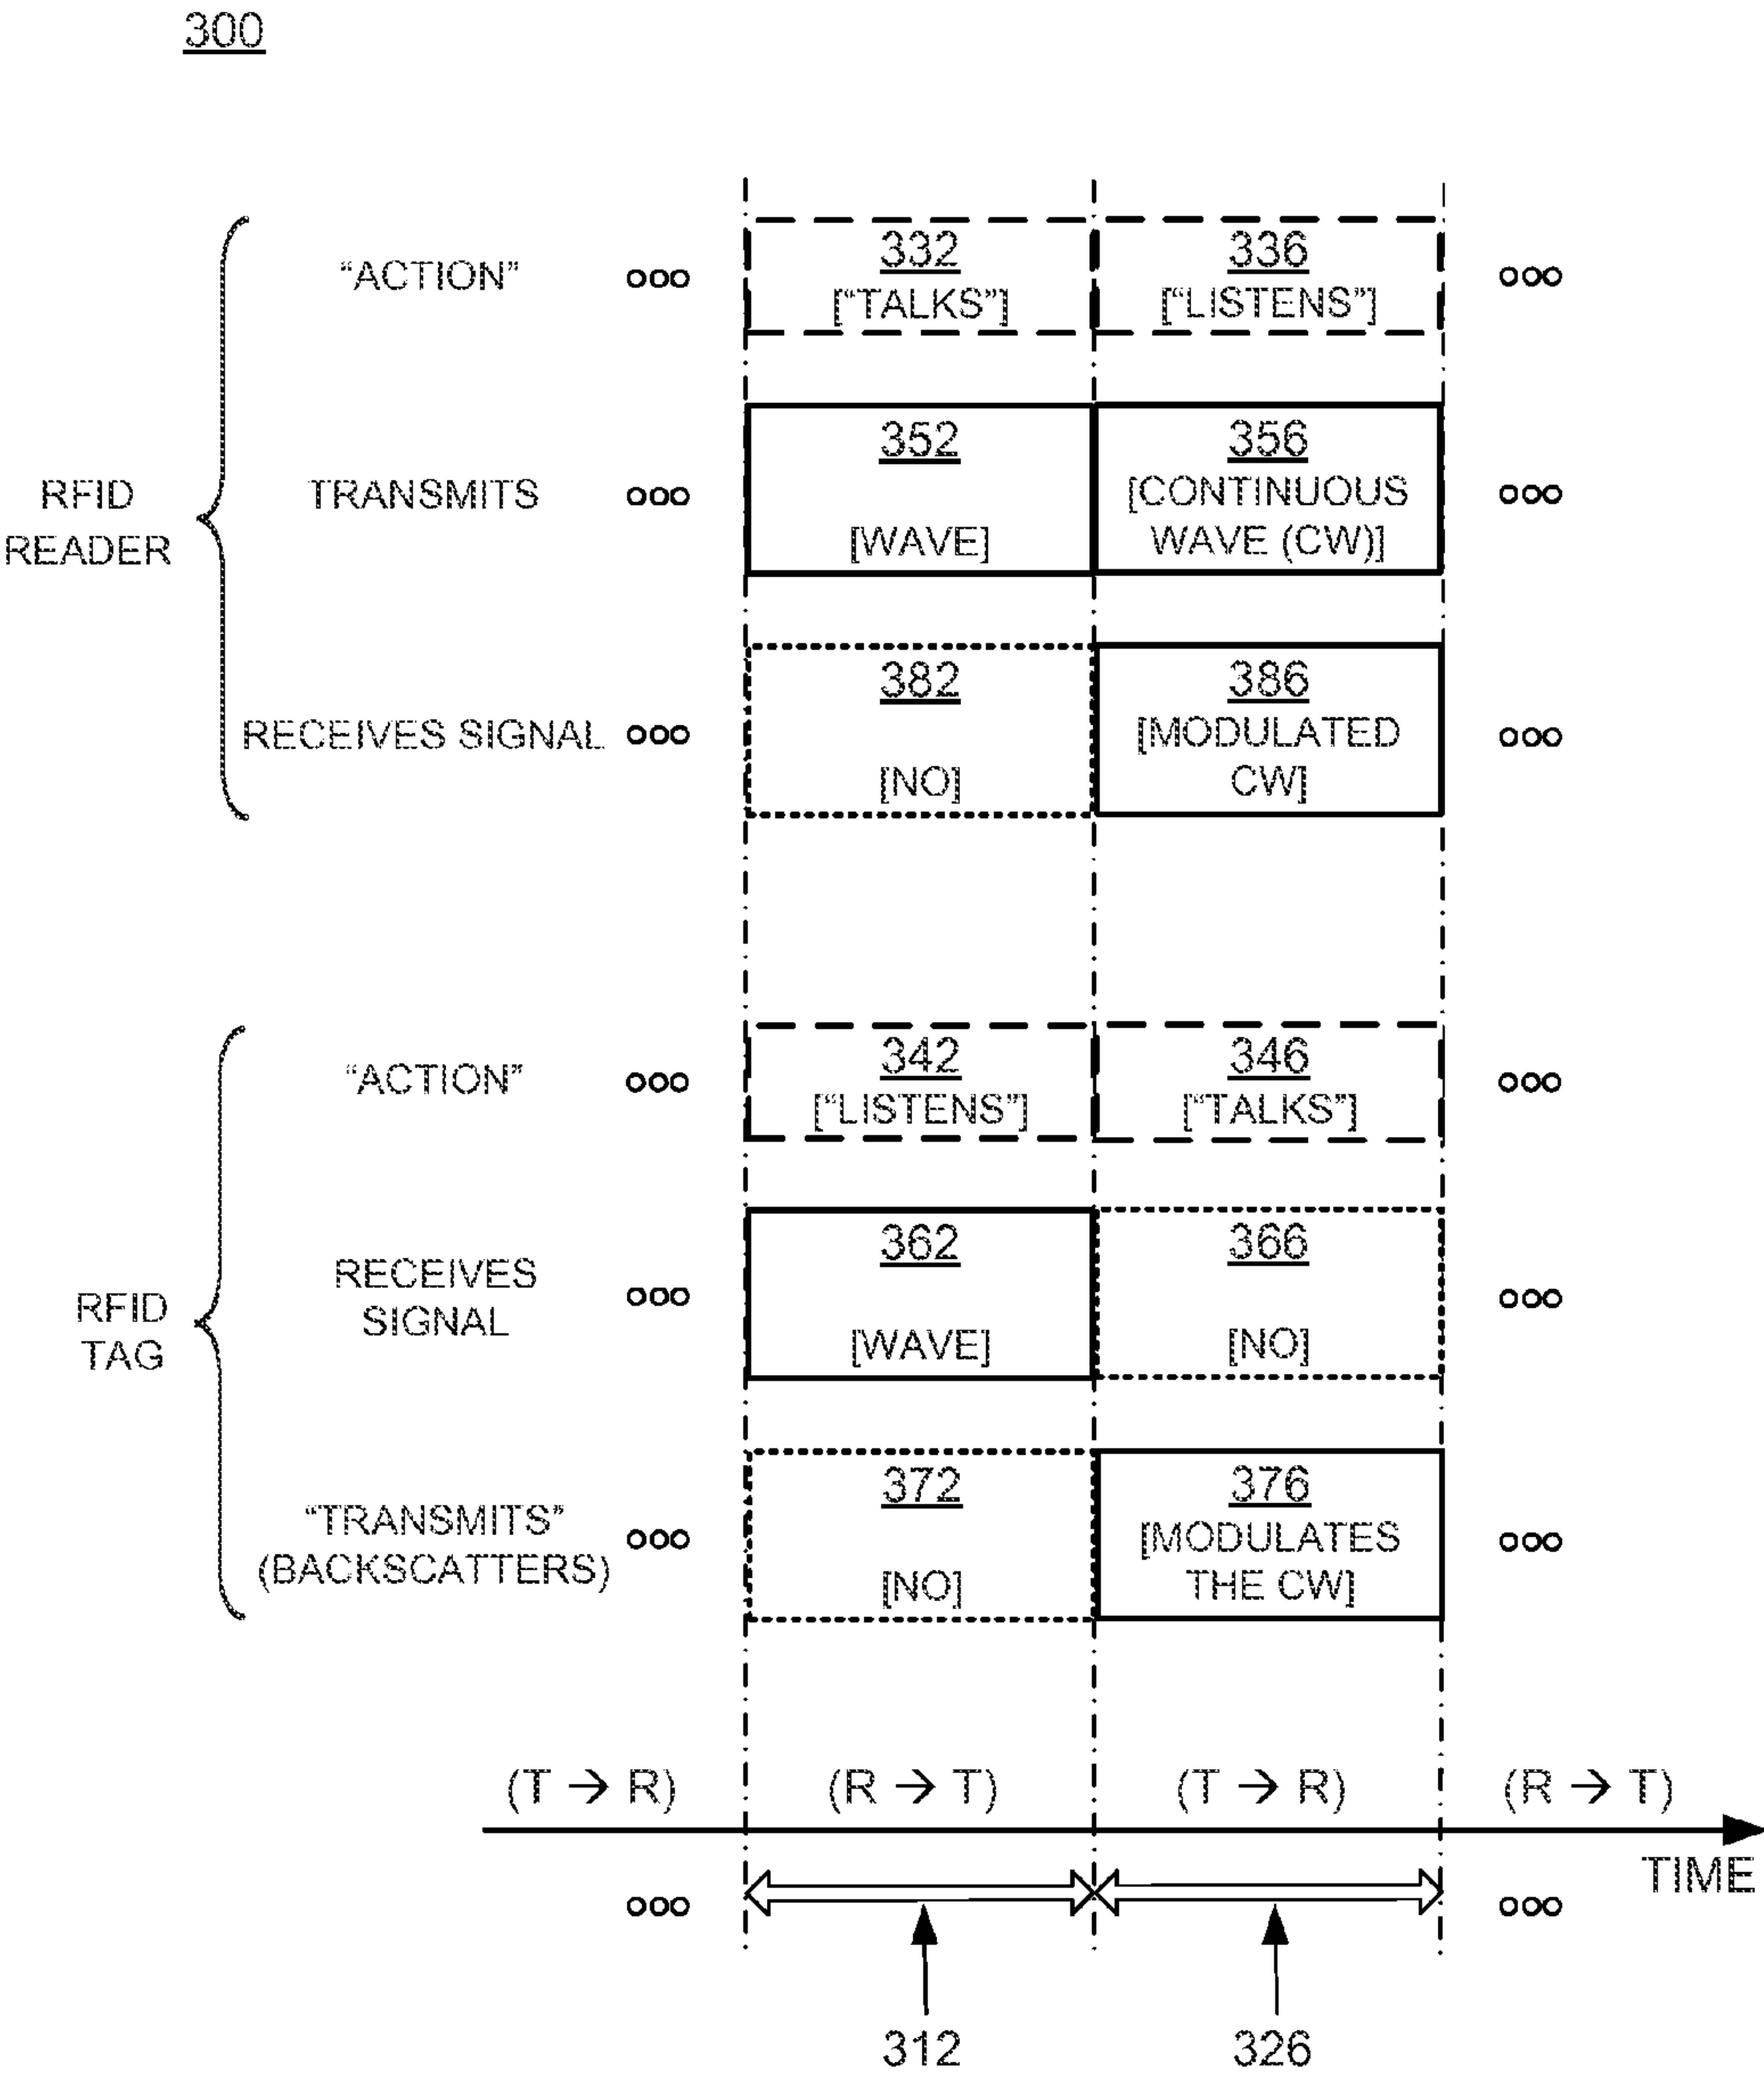 300
"ACTION" ooo 332 336 ooo
["TALKS"] ["LISTENS"]
352 356
RFID
READER
TRANSMITS ooo [CONTINUOUS ooo
[WAVE] WAVE (CW)]
382 386
RECEIVES SIGNAL ooo [MODULATED ooo
[NO] CW]
"ACTION" ooo 342 346 ooo
["LISTENS"] ["TALKS"]
362 366
RFID
TAG
RECEIVES
SIGNAL ooo ooo
[WAVE] [NO]
372 376
"TRANSMITS"
(BACKSCATTERS) ooo [MODULATES ooo
[NO] THE CW]
(T → R) (R → T) (T → R) (R → T)
TIME
ooo ooo
312 326